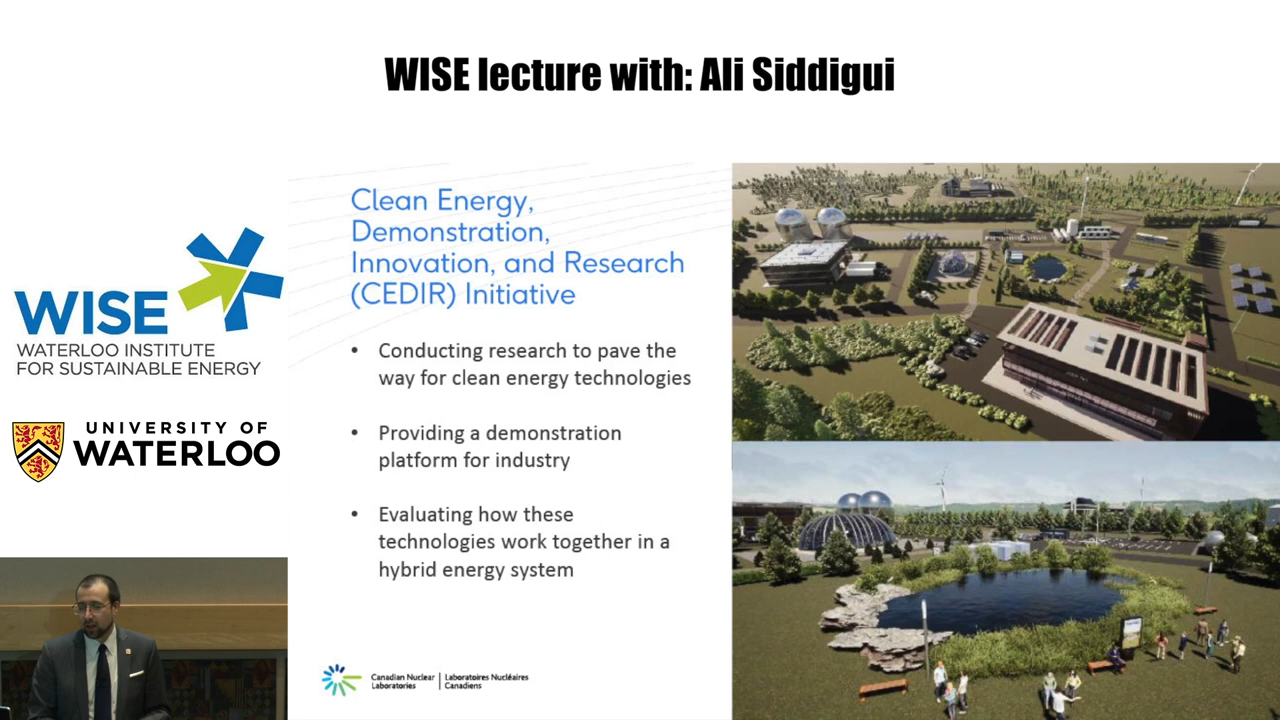 WISE lecture with: Ali Siddigui
Clean Energy,
Demonstration,
Innovation, and Research
(CEDIR) Initiative
WISE
WATERLOO INSTITUTE
FOR SUSTAINABLE ENERGY
UNIVERSITY OF
WATERLOO
• Conducting research to pave the
way for clean energy technologies
• Providing a demonstration
platform for industry
• Evaluating how these
technologies work together in a
hybrid energy system
Canadian Nuclear
Laboratories
Laboratoires Nucléaires
Canadiens